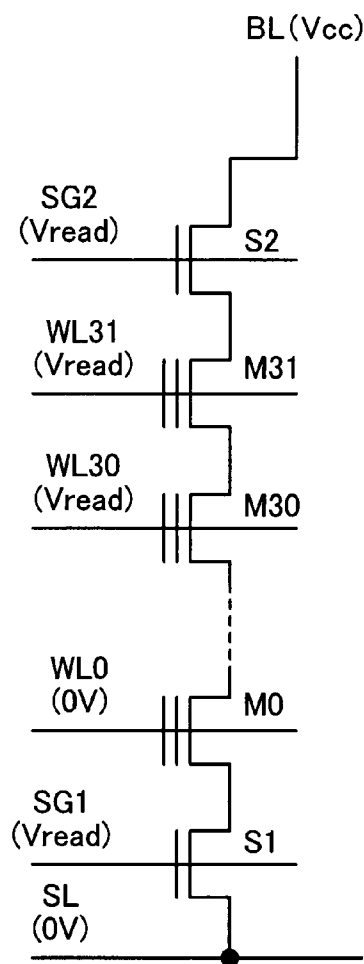 BL(Vcc)
SG2
(Vread)
S2
WL31
(Vread)
M31
WL30
(Vread)
M30
WL0
(0V)
M0
SG1
(Vread)
S1
SL
(0V)